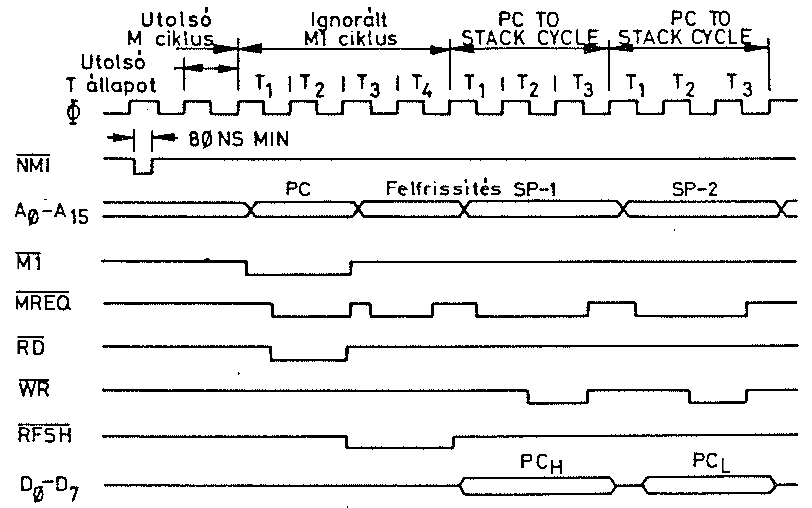 Utolsó
M ciklus
Ignorált
M1 ciklus
PC TO
STACK CYCLE
PC TO
STACK CYCLE
Utolsó
T állapot
T1 T2 T3 T4 T1 T2 T3 T1 T2 T3
Φ
80NS MIN
NMI
A0-A15
PC Felfrissítés SP-1 SP-2
M1
MREQ
RD
WR
RFSH
D0-D7
PCH PCL